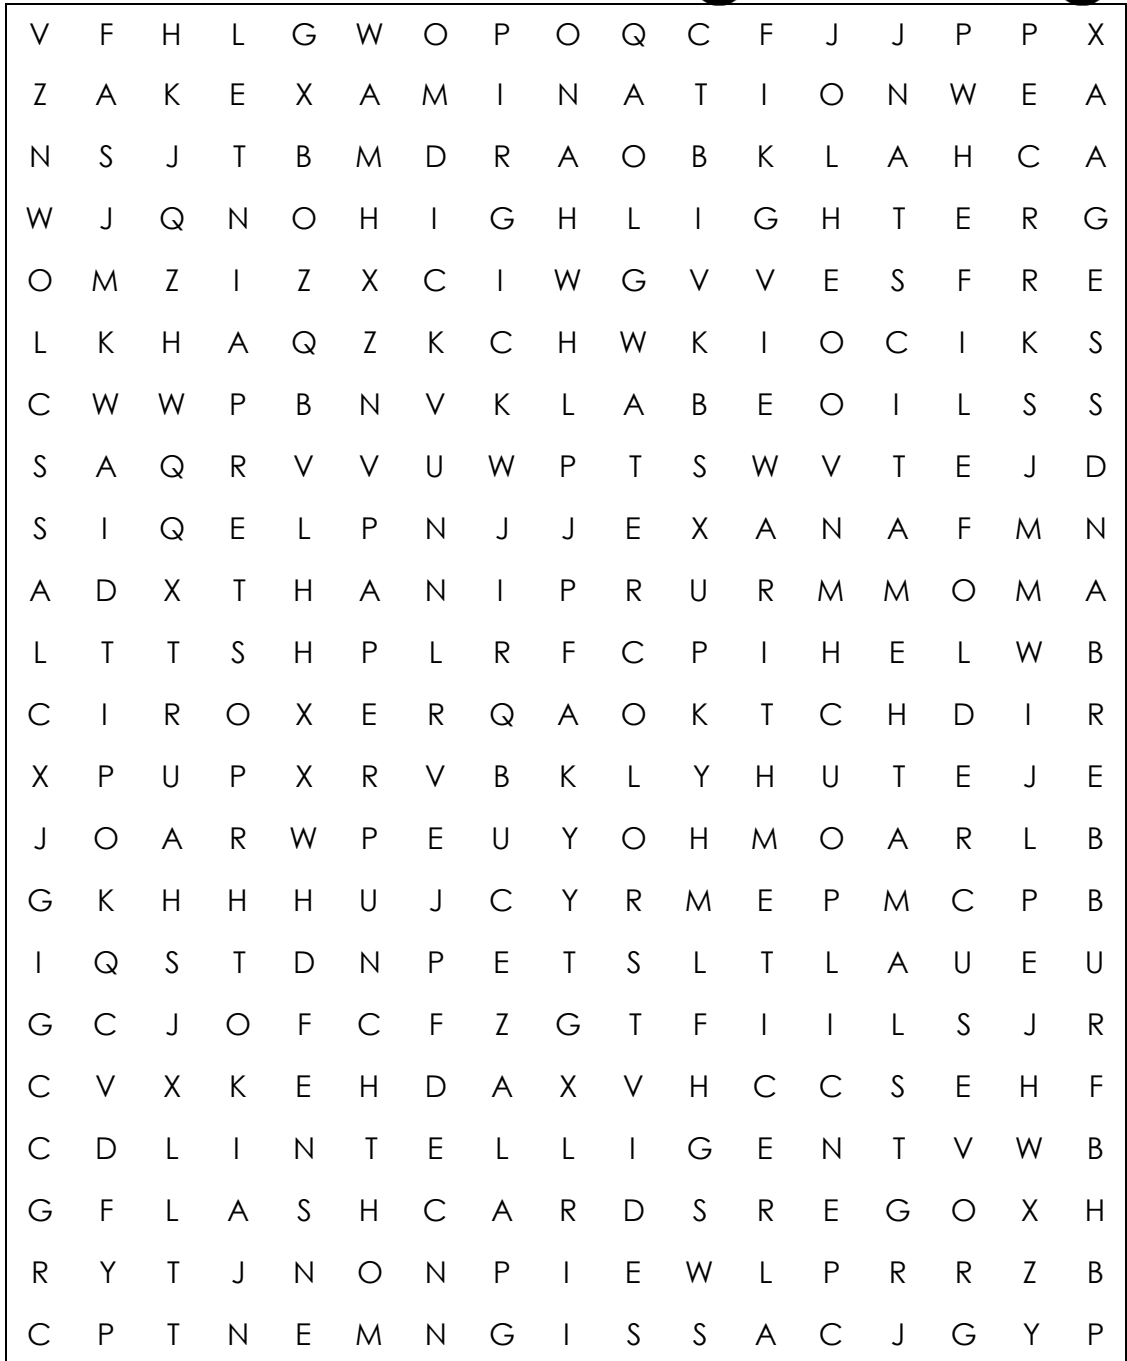 V F H L G W O P O Q C F J J P P X
Z A K E X A M I N A T I O N W E A
N S J T B M D R A O B K L A H C A
W J Q N O H I G H L I G H T E R G
O M Z I Z X C I W G V V E S F R E
L K H A Q Z K C H W K I O C I K S
C W W P B N V K L A B E O I L S S
S A Q R V V U W P T S W V T E J D
S I Q E L P N J J E X A N A F M N
A D X T H A N I P R U R M M O M A
L T T S H P L R F C P I H E L W B
C I R O X E R Q A O K T C H D I R
X P U P X R V B K L Y H U T E J E
J O A R W P E U Y O H M O A R L B
G K H H H U J C Y R M E P M C P B
I Q S T D N P E T S L T L A U E U
G C J O F C F Z G T F I I L S J R
C V X K E H D A X V H C C S E H F
C D L I N T E L L I G E N T V W B
G F L A S H C A R D S R E G O X H
R Y T J N O N P I E W L P R R Z B
C P T N E M N G I S S A C J G Y P